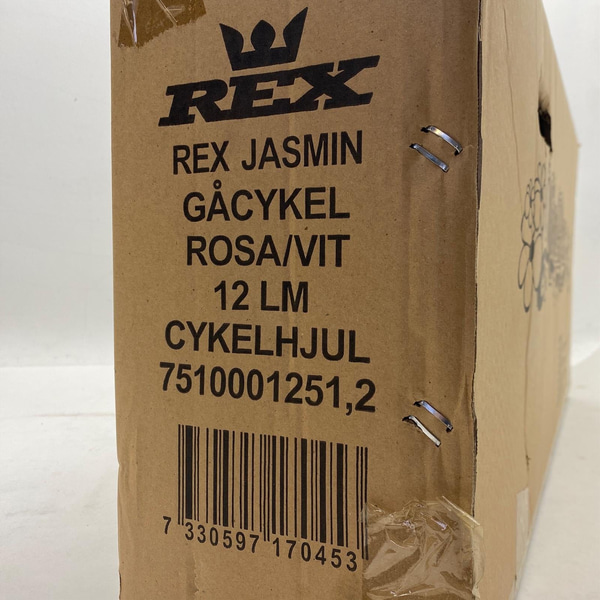 REX
REX JASMIN
GÅCYKEL
ROSA/VIT
12 LM
CYKELHJUL
7510001251,2
7 330597 170453